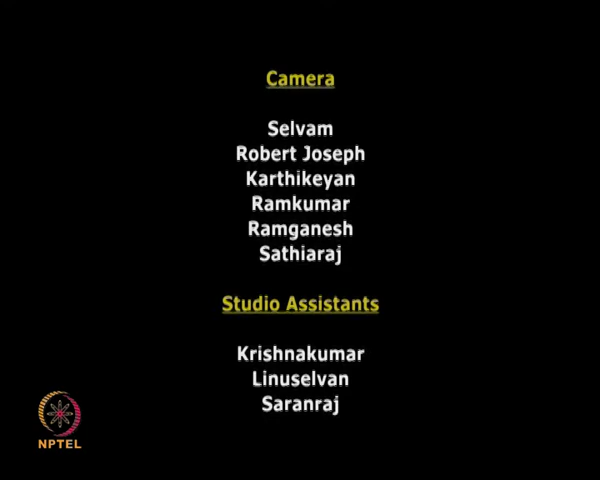 Camera
Selvam
Robert Joseph
Karthikeyan
Ramkumar
Ramganesh
Sathiaraj
Studio Assistants
Krishnakumar
Linuselvan
Saranraj
NPTEL